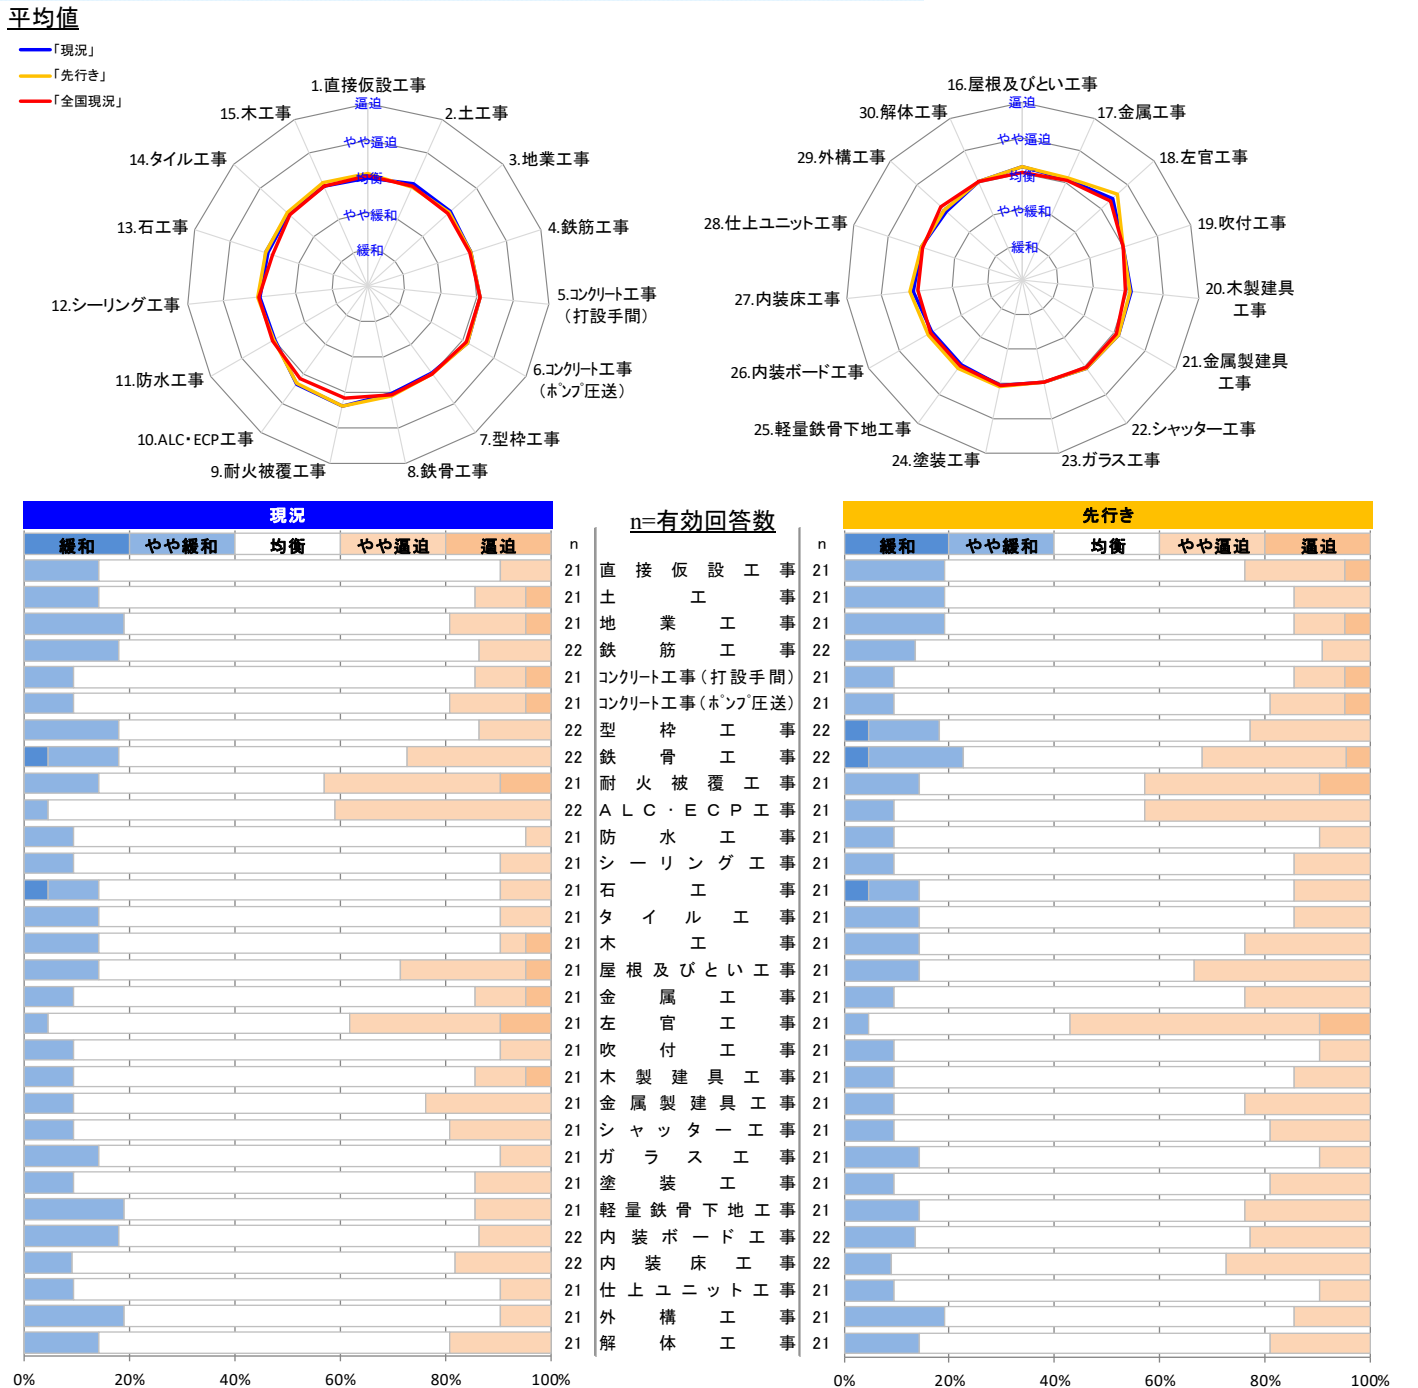 平均値
「現況」
「先行き」
「全国現況」
1.直接仮設工事
2.土工事
3.地業工事
4.鉄筋工事
5.コンクリート工事
(打設手間)
6.コンクリート工事
(ポンプ圧送)
7.型枠工事
8.鉄骨工事
9.耐火被覆工事
10.ALC・ECP工事
11.防水工事
12.シーリング工事
13.石工事
14.タイル工事
15.木工事
逼迫
やや逼迫
均衡
やや緩和
緩和
16.屋根及びとい工事
17.金属工事
18.左官工事
19.吹付工事
20.木製建具
工事
21.金属製建具
工事
22.シャッター工事
23.ガラス工事
24.塗装工事
25.軽量鉄骨下地工事
26.内装ボード工事
27.内装床工事
28.仕上ユニット工事
29.外構工事
30.解体工事
逼迫
やや逼迫
均衡
やや緩和
緩和
現況 n=有効回答数 先行き
緩和 やや緩和 均衡 やや逼迫 逼迫 n n 緩和 やや緩和 均衡 やや逼迫 逼迫
21 直接仮設工事 21
21 土工事 21
21 地業工事 21
22 鉄筋工事 22
21 コンクリート工事(打設手間) 21
21 コンクリート工事(ポンプ圧送) 21
22 型枠工事 22
22 鉄骨工事 22
21 耐火被覆工事 21
22 ALC・ECP工事 21
21 防水工事 21
21 シーリング工事 21
21 石工事 21
21 タイル工事 21
21 木工事 21
21 屋根及びとい工事 21
21 金属工事 21
21 左官工事 21
21 吹付工事 21
21 木製建具工事 21
21 金属製建具工事 21
21 シャッター工事 21
21 ガラス工事 21
21 塗装工事 21
21 軽量鉄骨下地工事 21
22 内装ボード工事 22
22 内装床工事 22
21 仕上ユニット工事 21
21 外構工事 21
21 解体工事 21
0% 20% 40% 60% 80% 100% 0% 20% 40% 60% 80% 100%